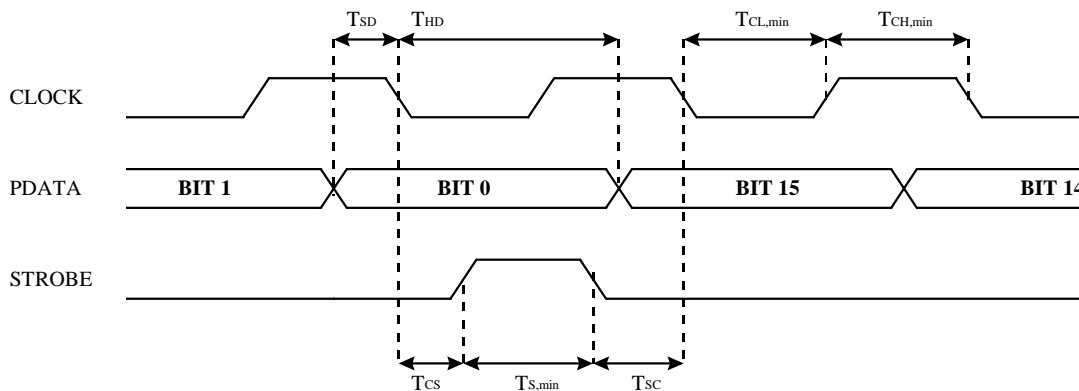 TSD THD TCL,min TCH,min
CLOCK
PDATA BIT 1 BIT 0 BIT 15 BIT 14
STROBE
TCS TS,min TSC